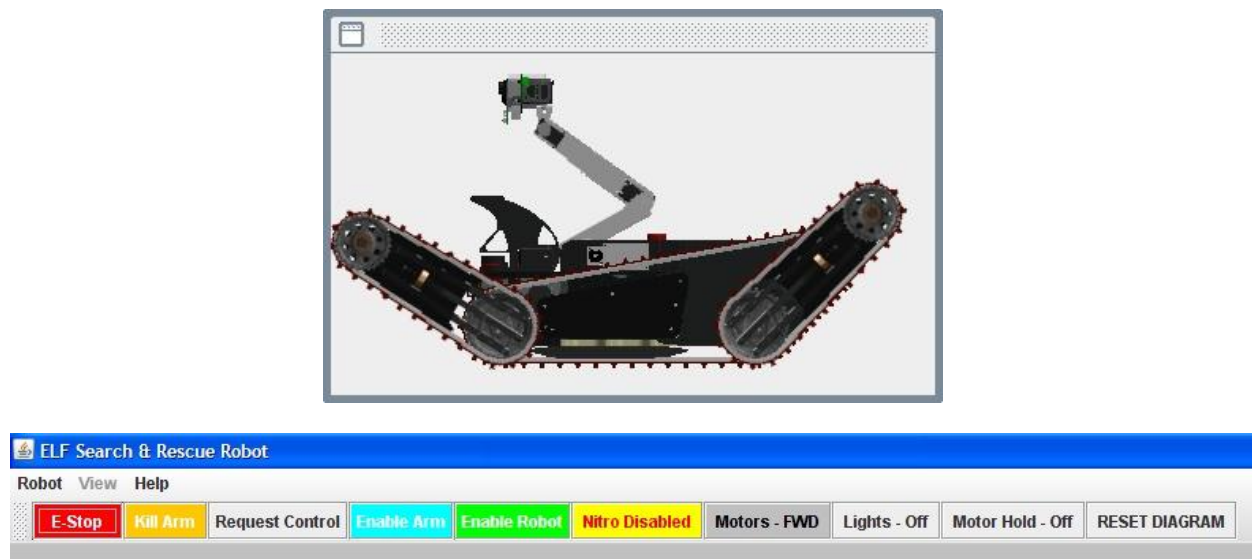 ELF Search & Rescue Robot
Robot View Help
E-Stop Kill Arm Request Control Enable Arm Enable Robot Nitro Disabled Motors - FWD Lights - Off Motor Hold - Off RESET DIAGRAM